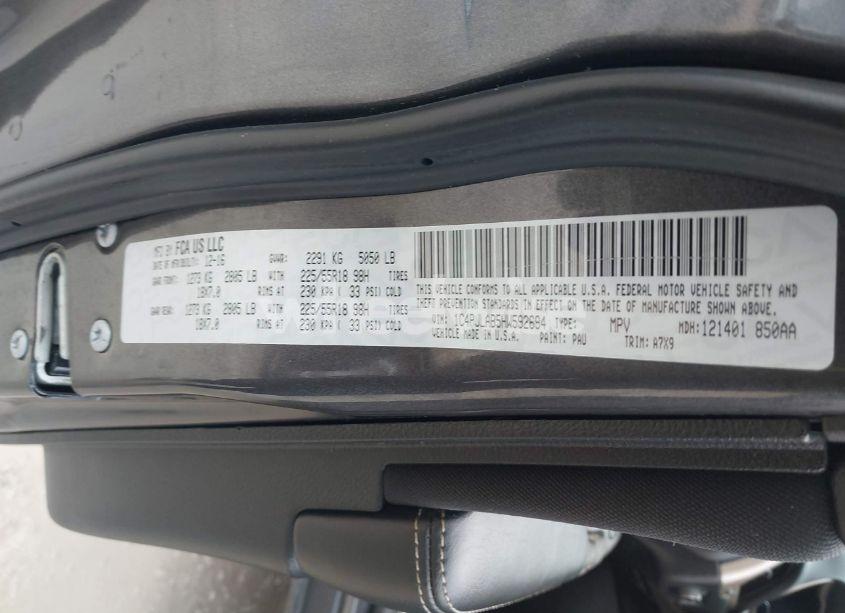 MFD BY FCA US LLC
DATE OF MFR 12-16 GVWR: 2291 KG 5050 LB
GAWR FRONT: 1273 KG 2805 LB WITH 225/55R18 98H TIRES
18X7.0 RIMS AT 230 KPA ( 33 PSI) COLD
GAWR REAR: 1273 KG 2805 LB WITH 225/55R18 98H TIRES
18X7.0 RIMS AT 230 KPA ( 33 PSI) COLD
THIS VEHICLE CONFORMS TO ALL APPLICABLE U.S.A. FEDERAL MOTOR VEHICLE SAFETY AND
THEFT PREVENTION STANDARDS IN EFFECT ON THE DATE OF MANUFACTURE SHOWN ABOVE.
VIN: 1C4PJLAB5HW592684 TYPE: MPV MDH: 121401 850AA
VEHICLE MADE IN U.S.A. PAINT: PAU TRIM: A7X9